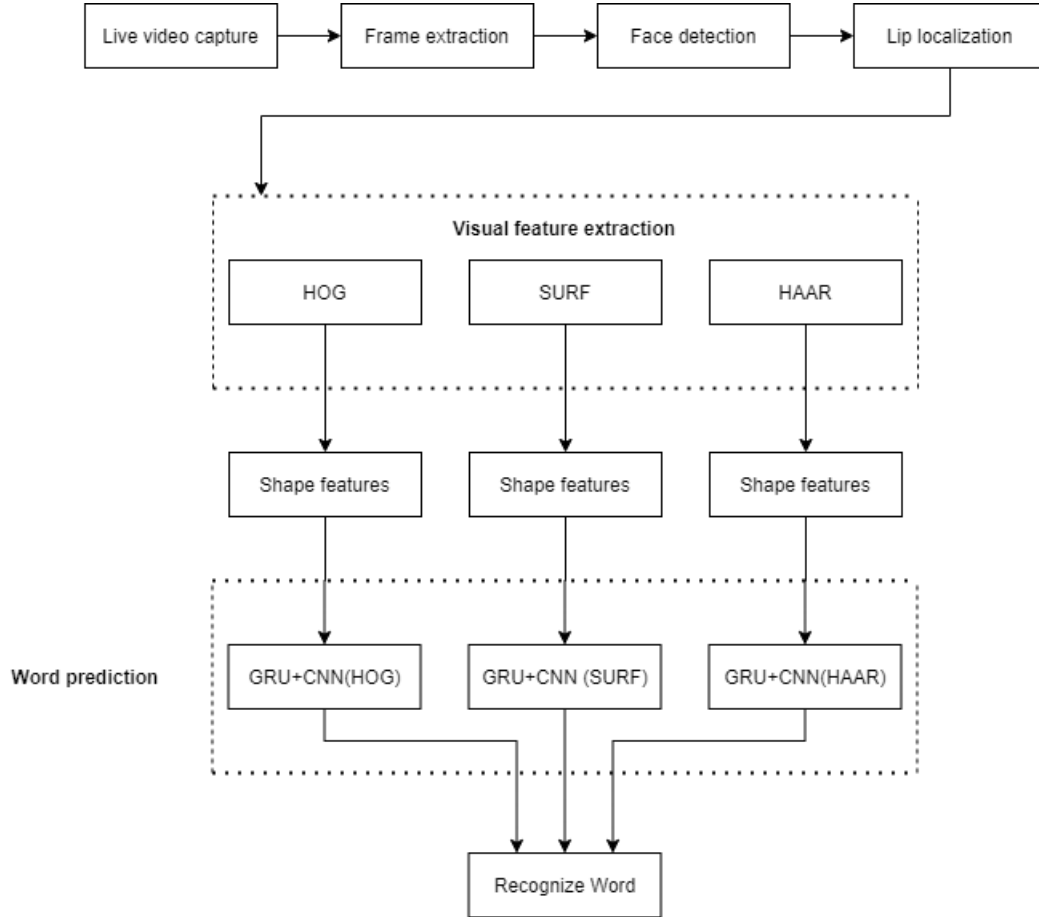 Live video capture
Frame extraction
Face detection
Lip localization
Visual feature extraction
HOG
SURF
HAAR
Shape features
Shape features
Shape features
Word prediction
GRU+CNN(HOG)
GRU+CNN (SURF)
GRU+CNN(HAAR)
Recognize Word